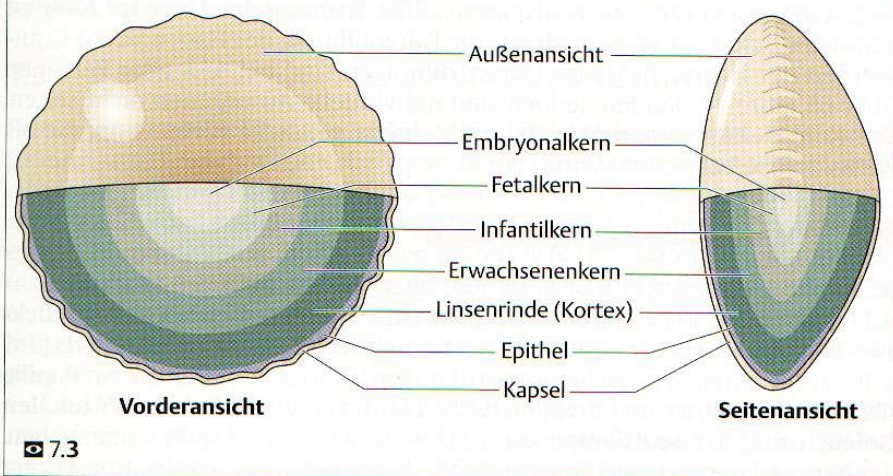 Außenansicht
Embryonalkern
Fetalkern
Infantilkern
Erwachsenenkern
Linsenrinde (Kortex)
Epithel
Kapsel
Vorderansicht
Seitenansicht
7.3